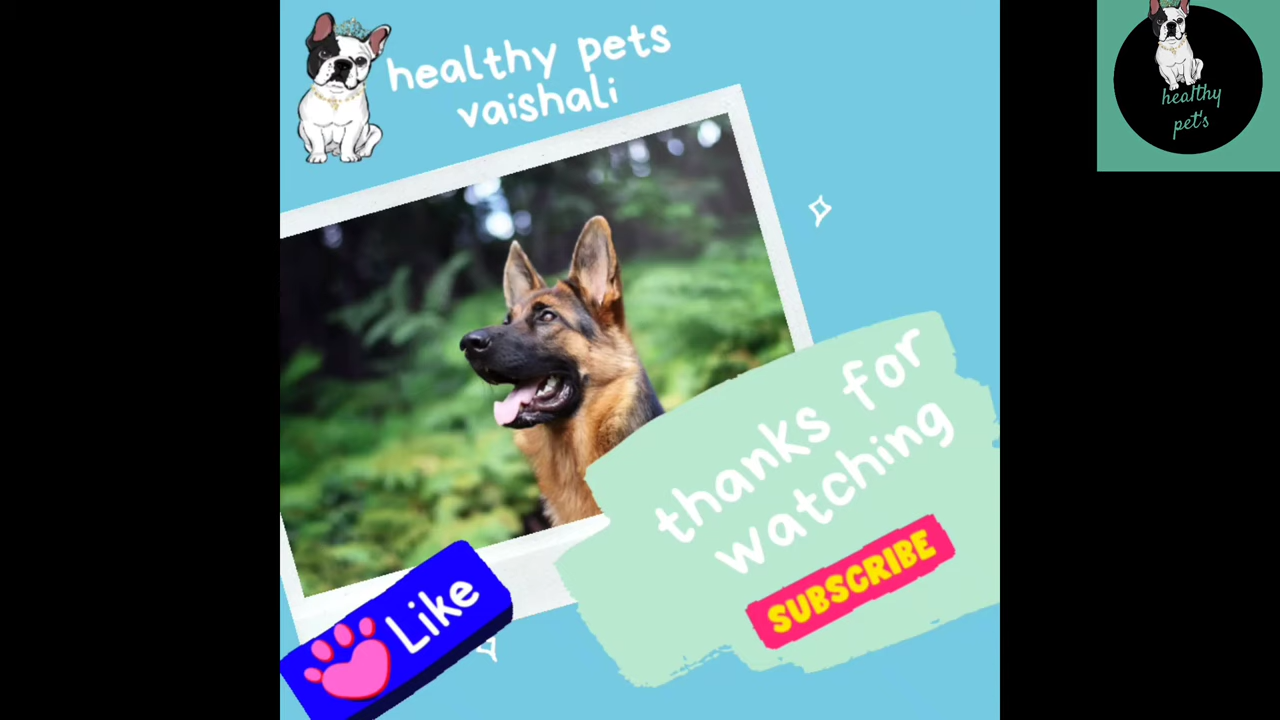 healthy pets
vaishali
healthy
pet's
thanks for
watching
SUBSCRIBE
Like